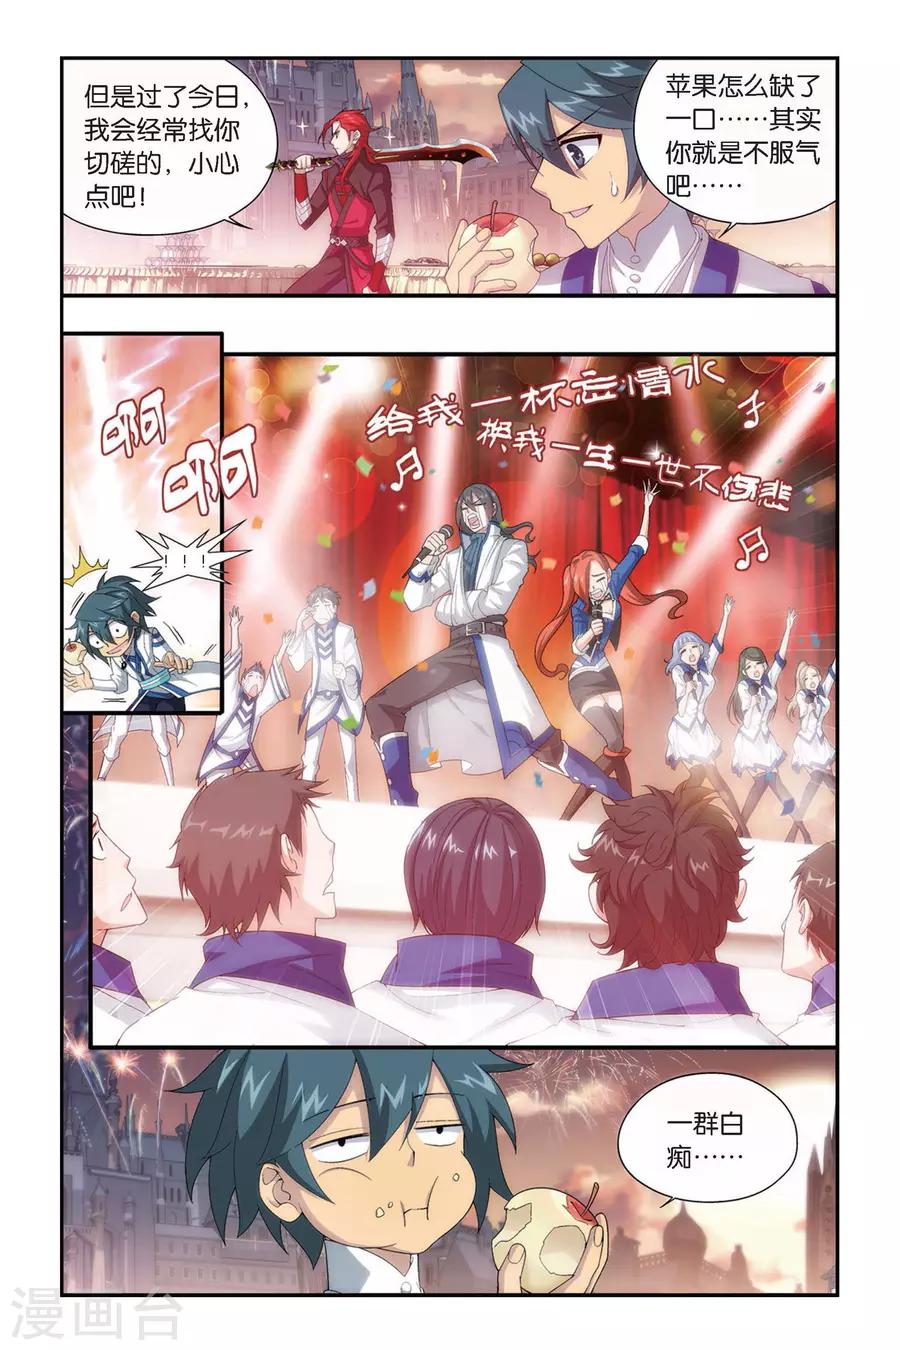 但是过了今日，
我会经常找你
切磋的，小心
点吧！
苹果怎么缺了
一口……其实
你就是不服气
吧……
啊
啊
！！！
给我一杯忘情水
换我一生一世不伤悲
一群白
痴……
漫画台